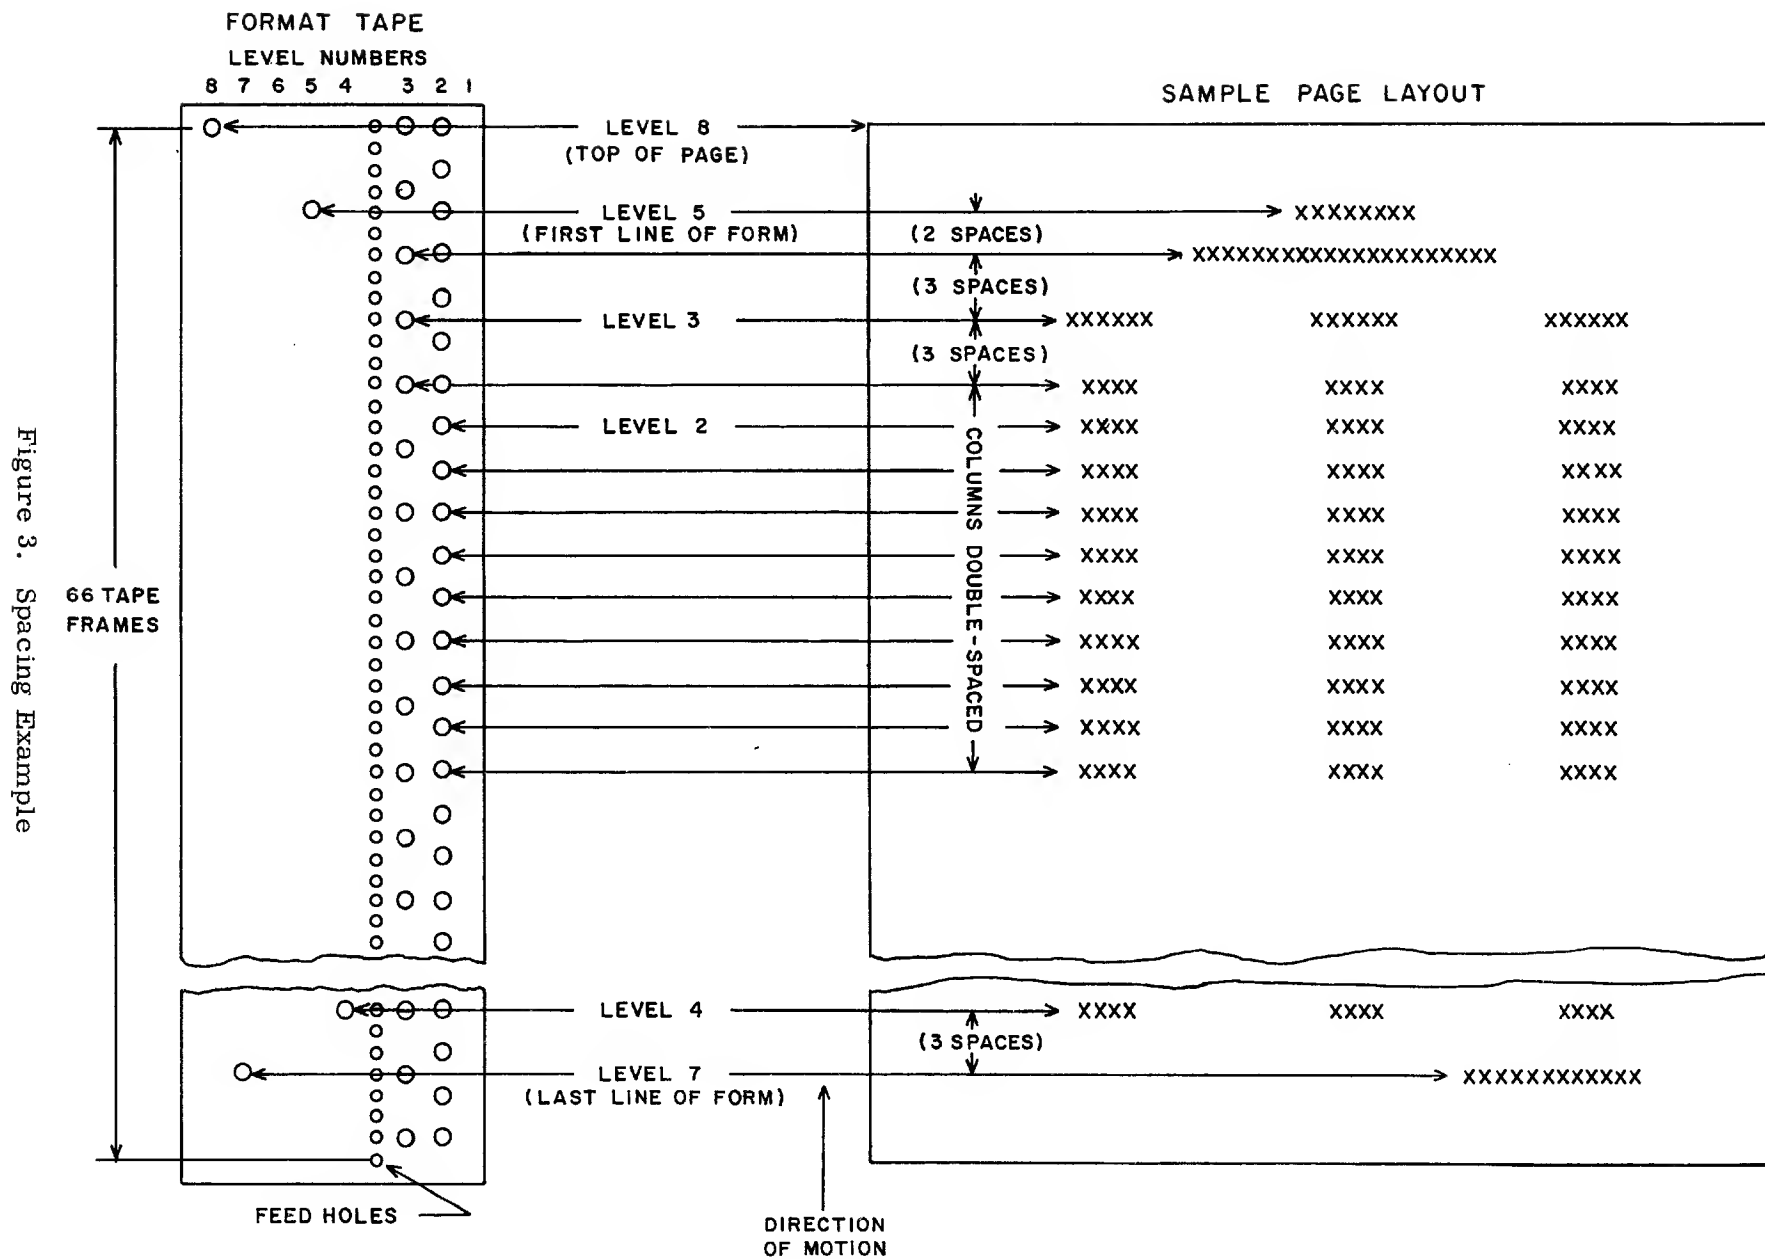 FORMAT TAPE
LEVEL NUMBERS
8 7 6 5 4 3 2 1
SAMPLE PAGE LAYOUT
LEVEL 8
(TOP OF PAGE)
LEVEL 5
(FIRST LINE OF FORM)
(2 SPACES)
XXXXXXXX
XXXXXXXXXXXXXXXXXXXXX
(3 SPACES)
LEVEL 3
XXXXXX XXXXXX XXXXXX
(3 SPACES)
XXXX XXXX XXXX
LEVEL 2
XXXX XXXX XXXX
COLUMNS DOUBLE-SPACED
XXXX XXXX XXXX
XXXX XXXX XXXX
XXXX XXXX XXXX
66 TAPE
FRAMES
XXXX XXXX XXXX
XXXX XXXX XXXX
XXXX XXXX XXXX
XXXX XXXX XXXX
XXXX XXXX XXXX
LEVEL 4
XXXX XXXX XXXX
(3 SPACES)
LEVEL 7
(LAST LINE OF FORM)
XXXXXXXXXXXX
FEED HOLES
DIRECTION
OF MOTION
Figure 3. Spacing Example